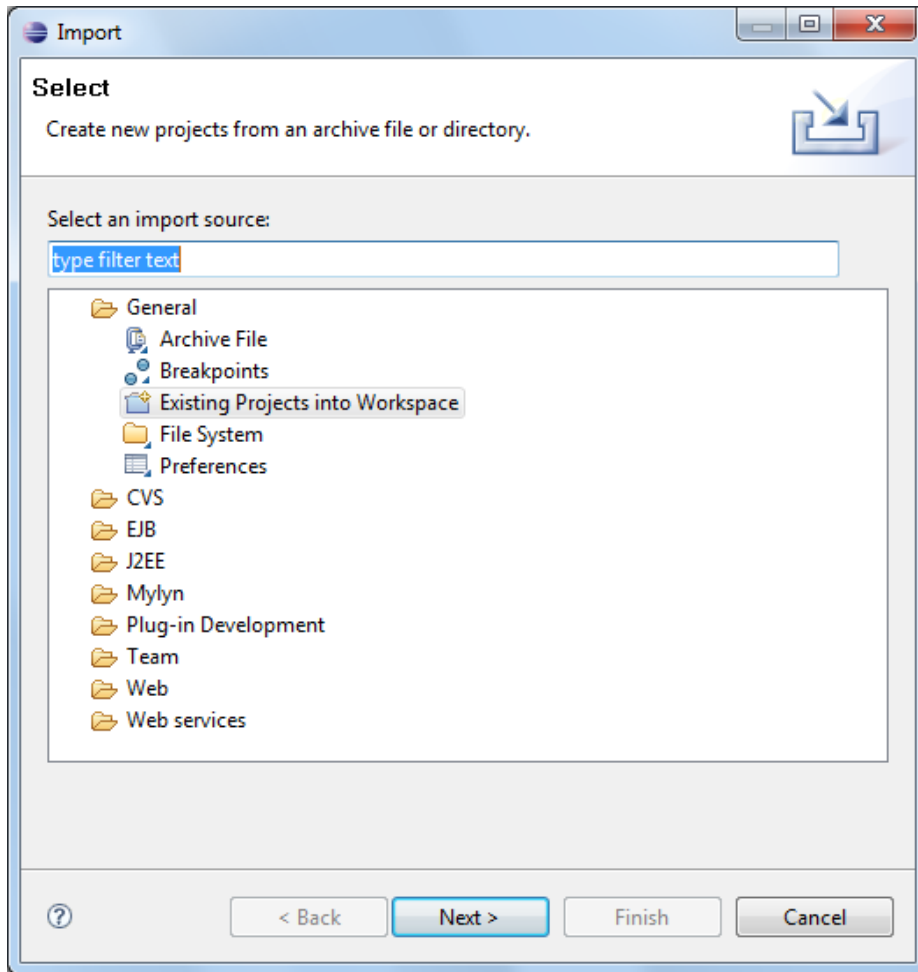 Import
Select
Create new projects from an archive file or directory.
Select an import source:
type filter text
General
Archive File
Breakpoints
Existing Projects into Workspace
File System
Preferences
CVS
EJB
J2EE
Mylyn
Plug-in Development
Team
Web
Web services
? < Back Next > Finish Cancel